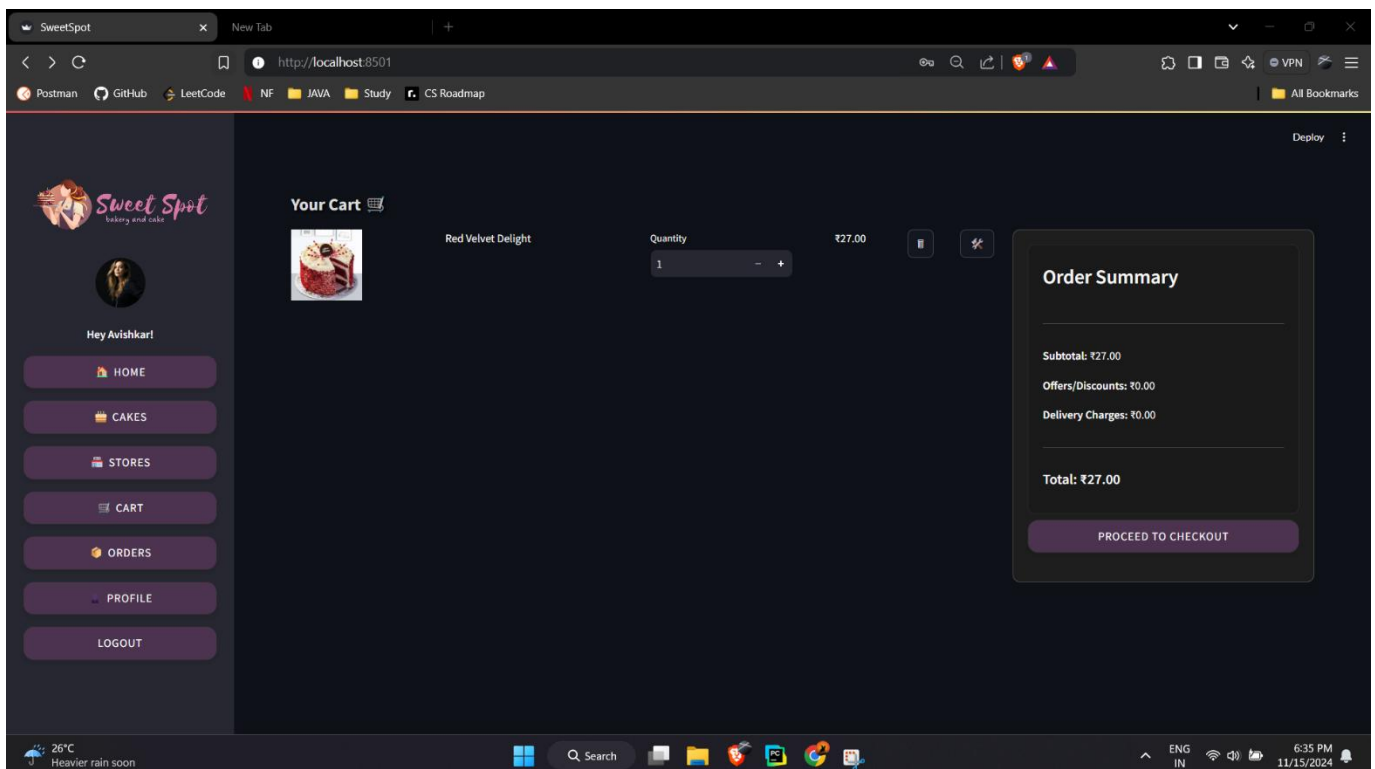 SweetSpot
New Tab
http://localhost:8501
VPN
Postman GitHub LeetCode NF JAVA Study CS Roadmap
All Bookmarks
Deploy
Sweet Spot
bakery and cake
Hey Avishkar!
HOME
CAKES
STORES
CART
ORDERS
PROFILE
LOGOUT
Your Cart
Red Velvet Delight
Quantity
1
₹27.00
Order Summary
Subtotal: ₹27.00
Offers/Discounts: ₹0.00
Delivery Charges: ₹0.00
Total: ₹27.00
PROCEED TO CHECKOUT
26°C
Heavier rain soon
Search
PC
ENG
IN
6:35 PM
11/15/2024